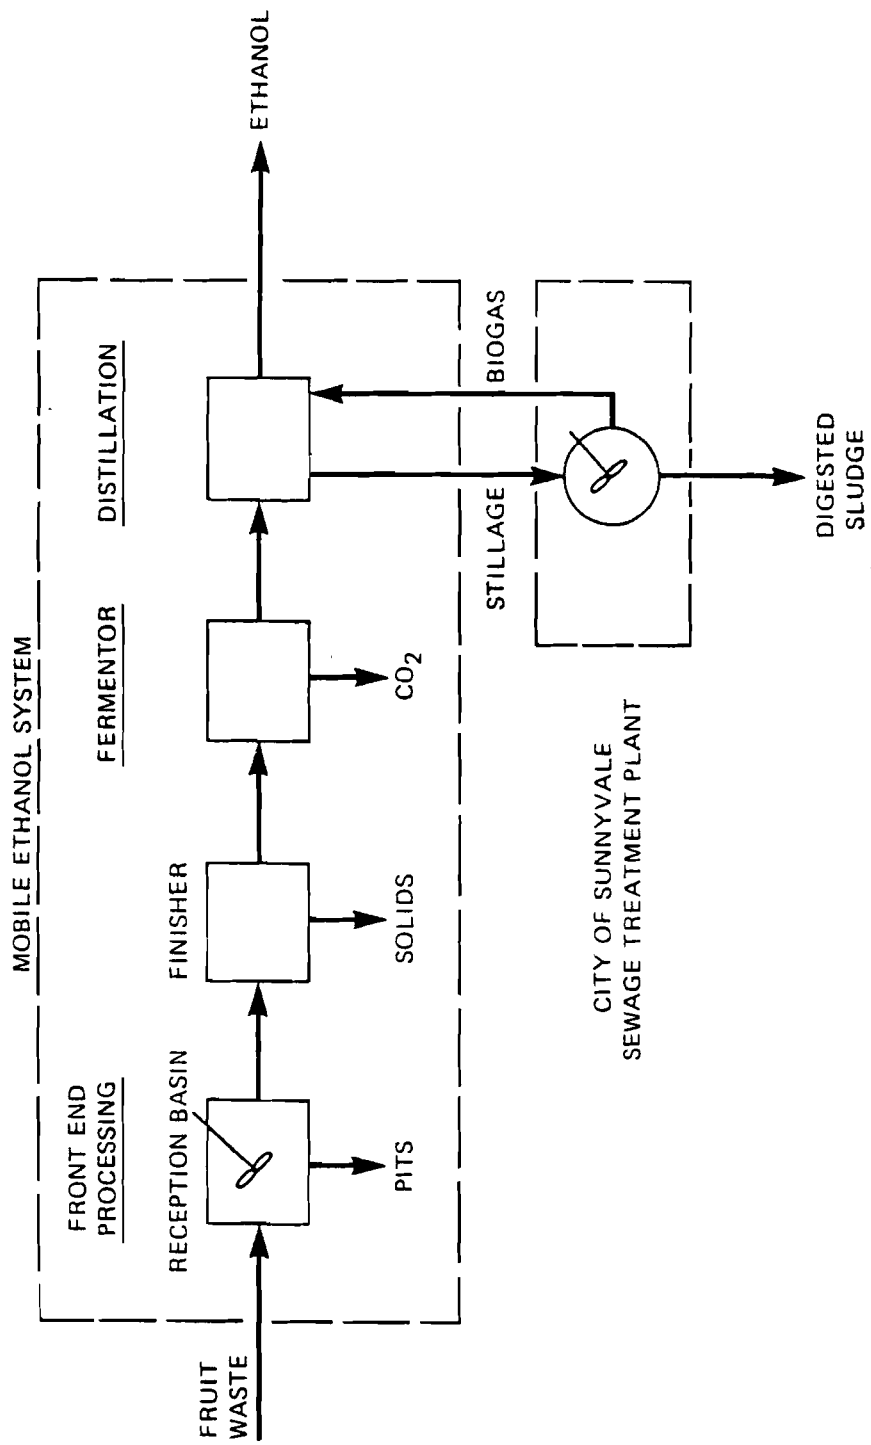 MOBILE ETHANOL SYSTEM
FRONT END
PROCESSING
FERMENTOR
DISTILLATION
RECEPTION BASIN
FINISHER
FRUIT
WASTE
ETHANOL
PITS
SOLIDS
CO₂
STILLAGE
BIOGAS
CITY OF SUNNYVALE
SEWAGE TREATMENT PLANT
DIGESTED
SLUDGE